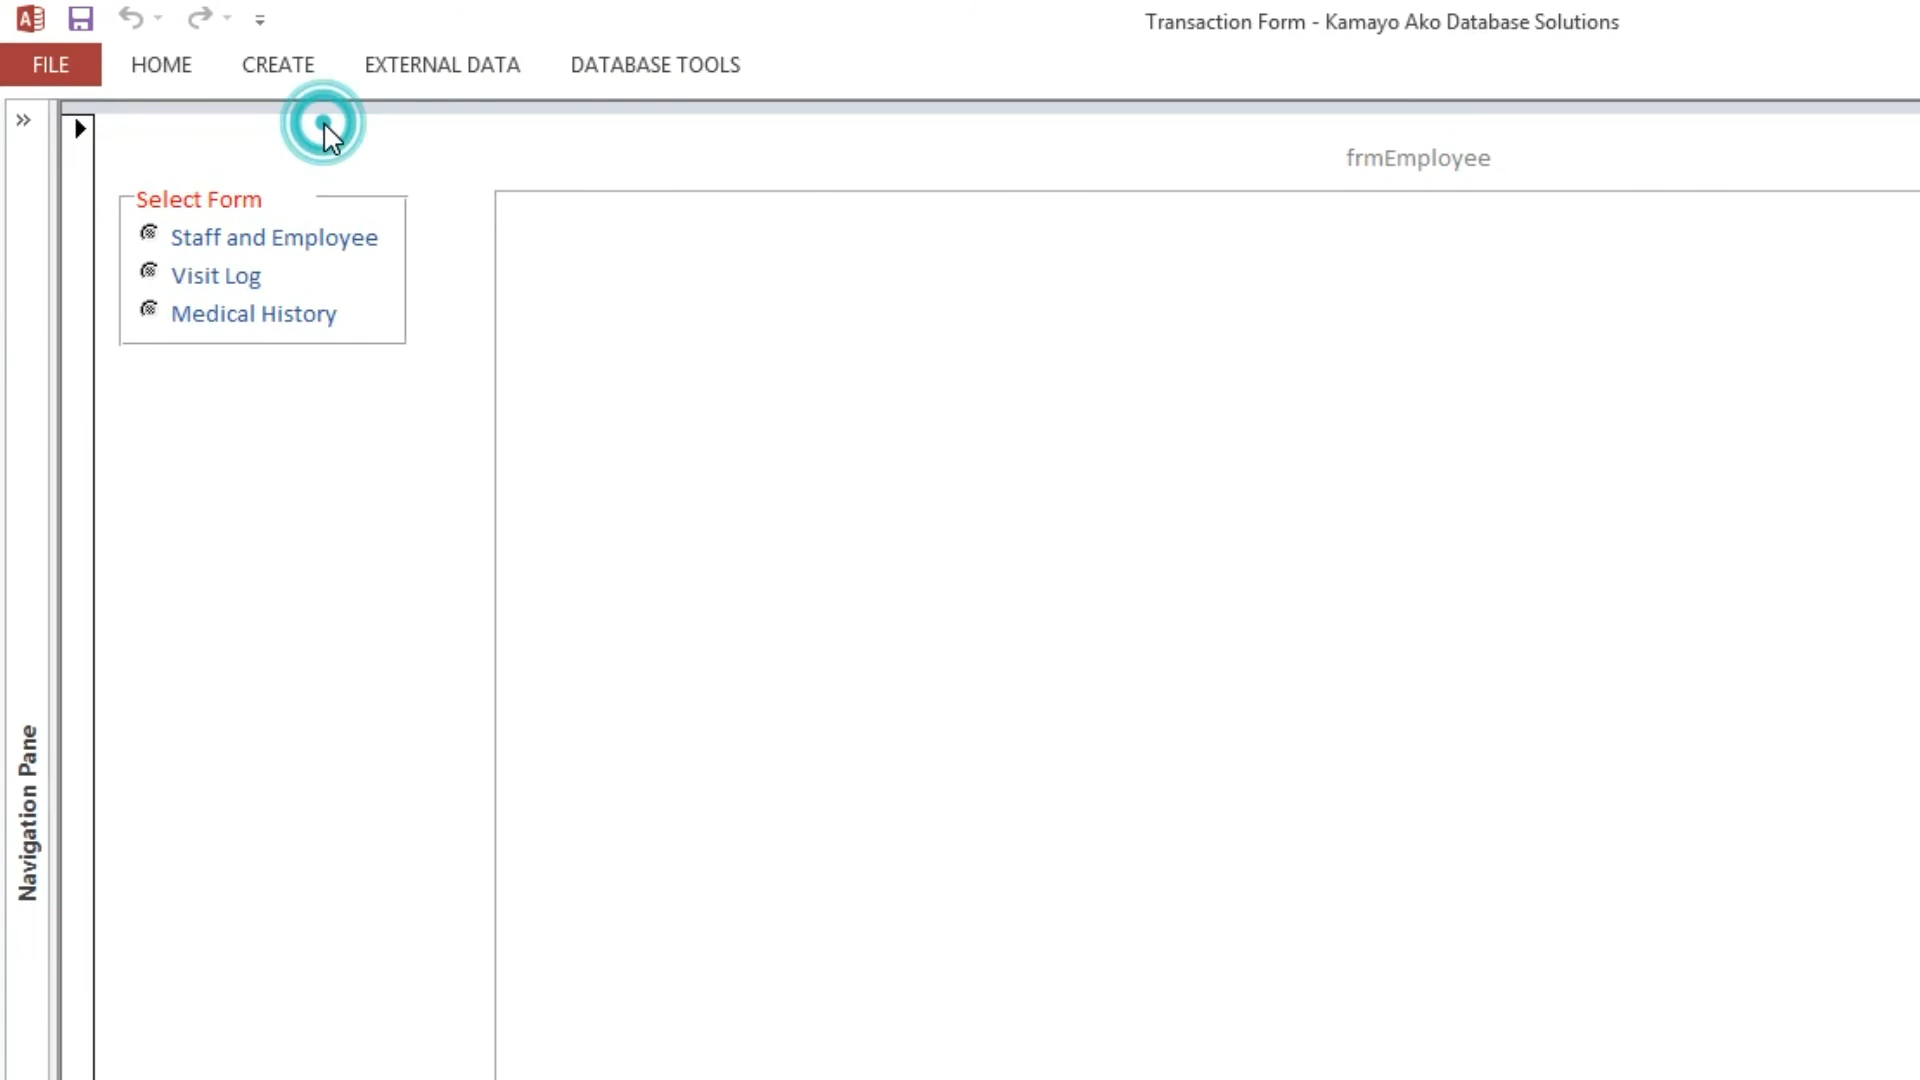 Transaction Form - Kamayo Ako Database Solutions
FILE HOME CREATE EXTERNAL DATA DATABASE TOOLS
»
frmEmployee
Select Form
Staff and Employee
Visit Log
Medical History
Navigation Pane